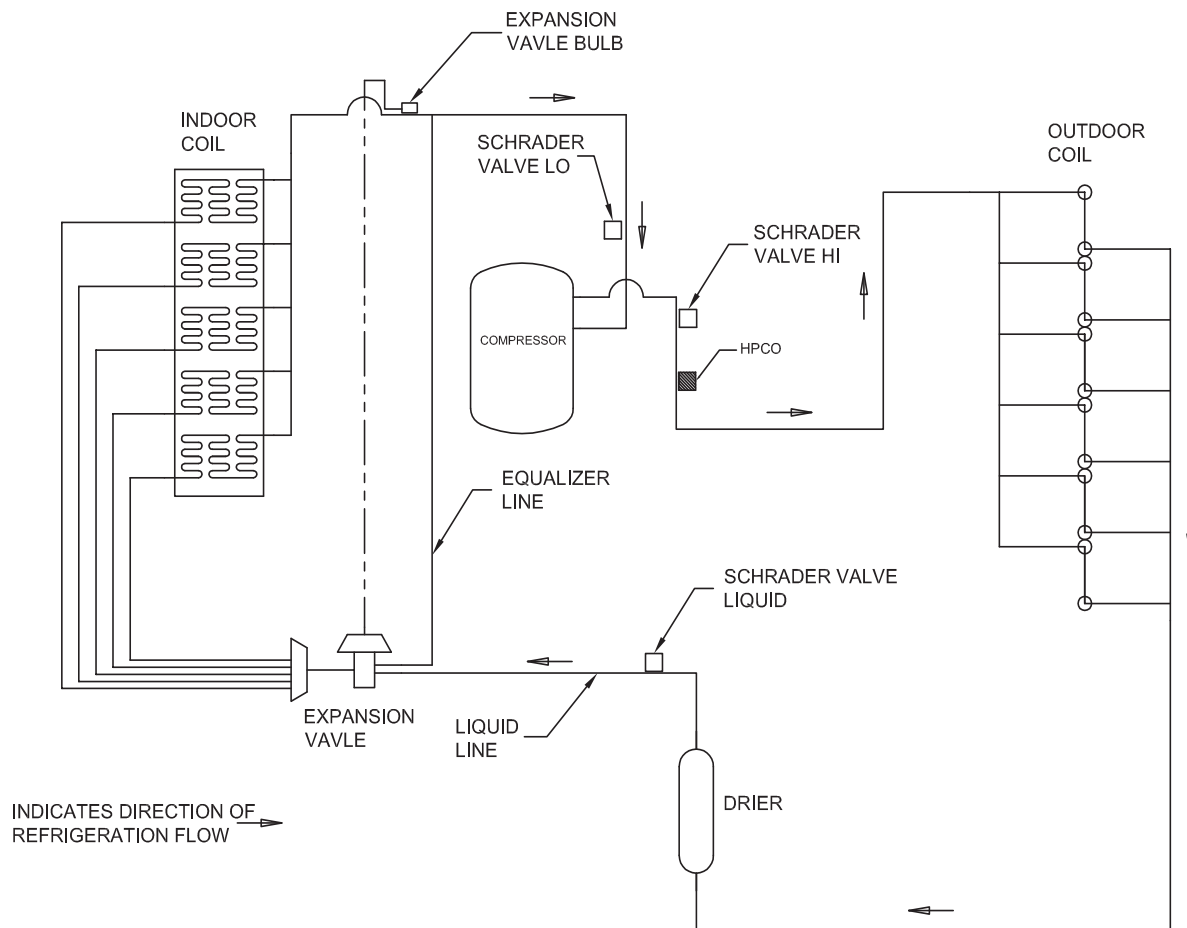 EXPANSION
VAVLE BULB
INDOOR
COIL
SCHRADER
VALVE LO
OUTDOOR
COIL
SCHRADER
VALVE HI
COMPRESSOR
HPCO
EQUALIZER
LINE
SCHRADER VALVE
LIQUID
EXPANSION
VAVLE
LIQUID
LINE
DRIER
INDICATES DIRECTION OF
REFRIGERATION FLOW